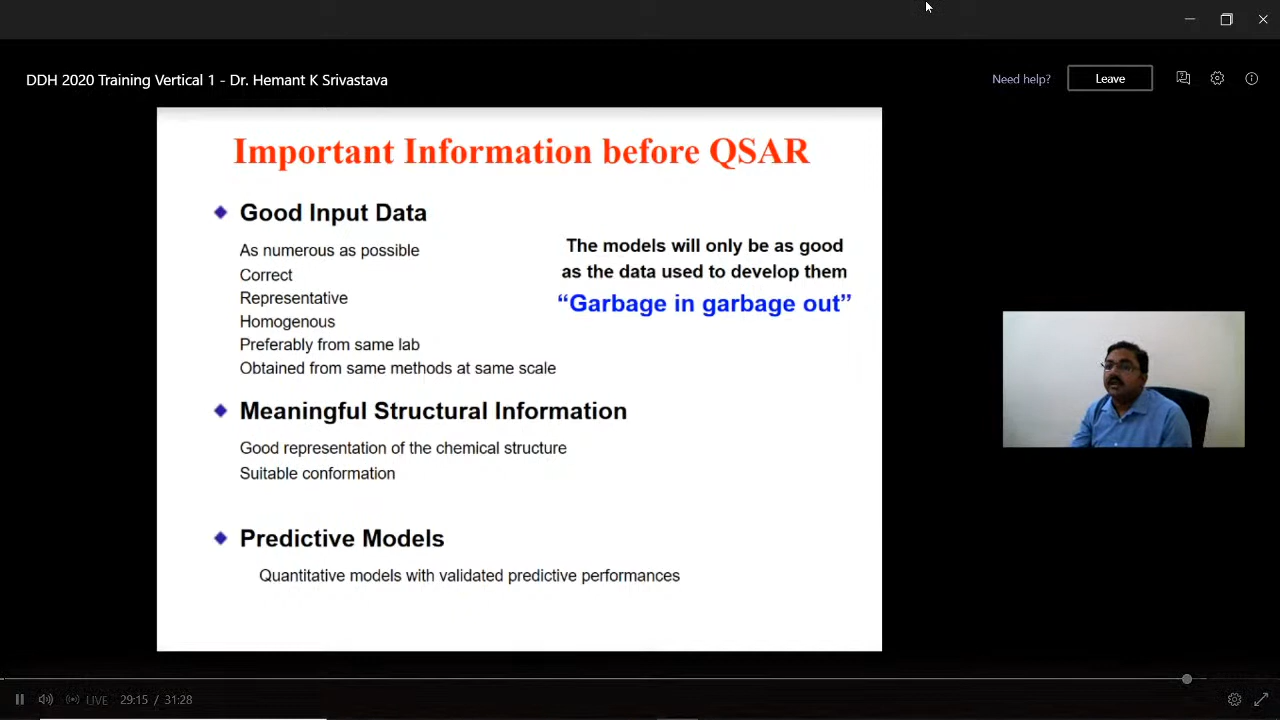 DDH 2020 Training Vertical 1 - Dr. Hemant K Srivastava
Need help?
Leave
Important Information before QSAR
Good Input Data
As numerous as possible
Correct
Representative
Homogenous
Preferably from same lab
Obtained from same methods at same scale
The models will only be as good
as the data used to develop them
“Garbage in garbage out”
Meaningful Structural Information
Good representation of the chemical structure
Suitable conformation
Predictive Models
Quantitative models with validated predictive performances
LIVE 29:15 / 31:28